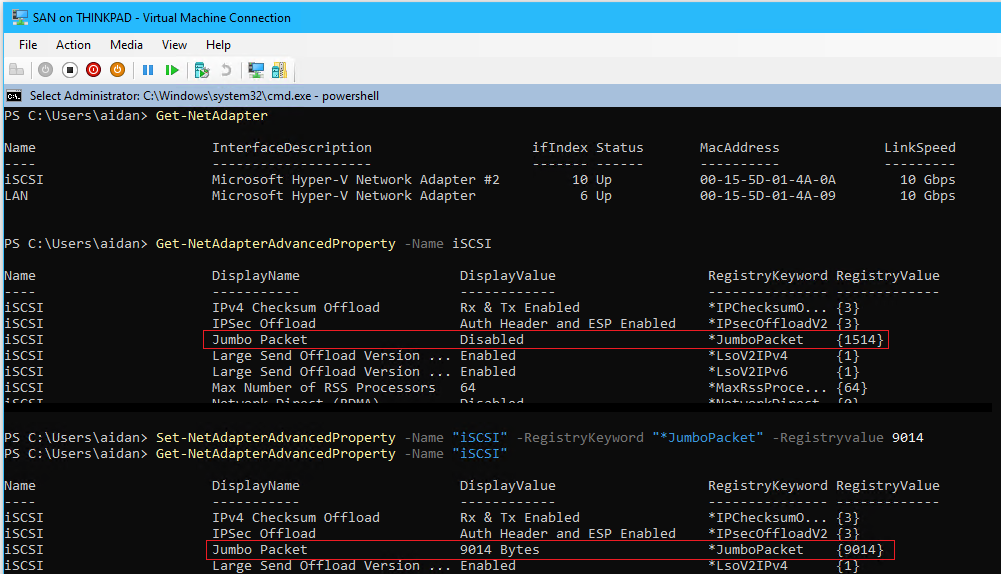 SAN on THINKPAD - Virtual Machine Connection
File Action Media View Help
Select Administrator: C:\Windows\system32\cmd.exe - powershell
PS C:\Users\aidan> Get-NetAdapter
Name InterfaceDescription ifIndex Status MacAddress LinkSpeed
---- -------------------- ------- ------ ---------- ---------
iSCSI Microsoft Hyper-V Network Adapter #2 10 Up 00-15-5D-01-4A-0A 10 Gbps
LAN Microsoft Hyper-V Network Adapter 6 Up 00-15-5D-01-4A-09 10 Gbps
PS C:\Users\aidan> Get-NetAdapterAdvancedProperty -Name iSCSI
Name DisplayName DisplayValue RegistryKeyword RegistryValue
---- ----------- ------------ --------------- -------------
iSCSI IPv4 Checksum Offload Rx & Tx Enabled *IPChecksumO... {3}
iSCSI IPSec Offload Auth Header and ESP Enabled *IPsecOffloadV2 {3}
iSCSI Jumbo Packet Disabled *JumboPacket {1514}
iSCSI Large Send Offload Version ... Enabled *LsoV2IPv4 {1}
iSCSI Large Send Offload Version ... Enabled *LsoV2IPv6 {1}
iSCSI Max Number of RSS Processors 64 *MaxRssProce... {64}
iSCSI Network Direct (RDMA) Disabled *NetworkDirect {0}
PS C:\Users\aidan> Set-NetAdapterAdvancedProperty -Name "iSCSI" -RegistryKeyword "*JumboPacket" -Registryvalue 9014
PS C:\Users\aidan> Get-NetAdapterAdvancedProperty -Name "iSCSI"
Name DisplayName DisplayValue RegistryKeyword RegistryValue
---- ----------- ------------ --------------- -------------
iSCSI IPv4 Checksum Offload Rx & Tx Enabled *IPChecksumO... {3}
iSCSI IPSec Offload Auth Header and ESP Enabled *IPsecOffloadV2 {3}
iSCSI Jumbo Packet 9014 Bytes *JumboPacket {9014}
iSCSI Large Send Offload Version ... Enabled *LsoV2IPv4 {1}